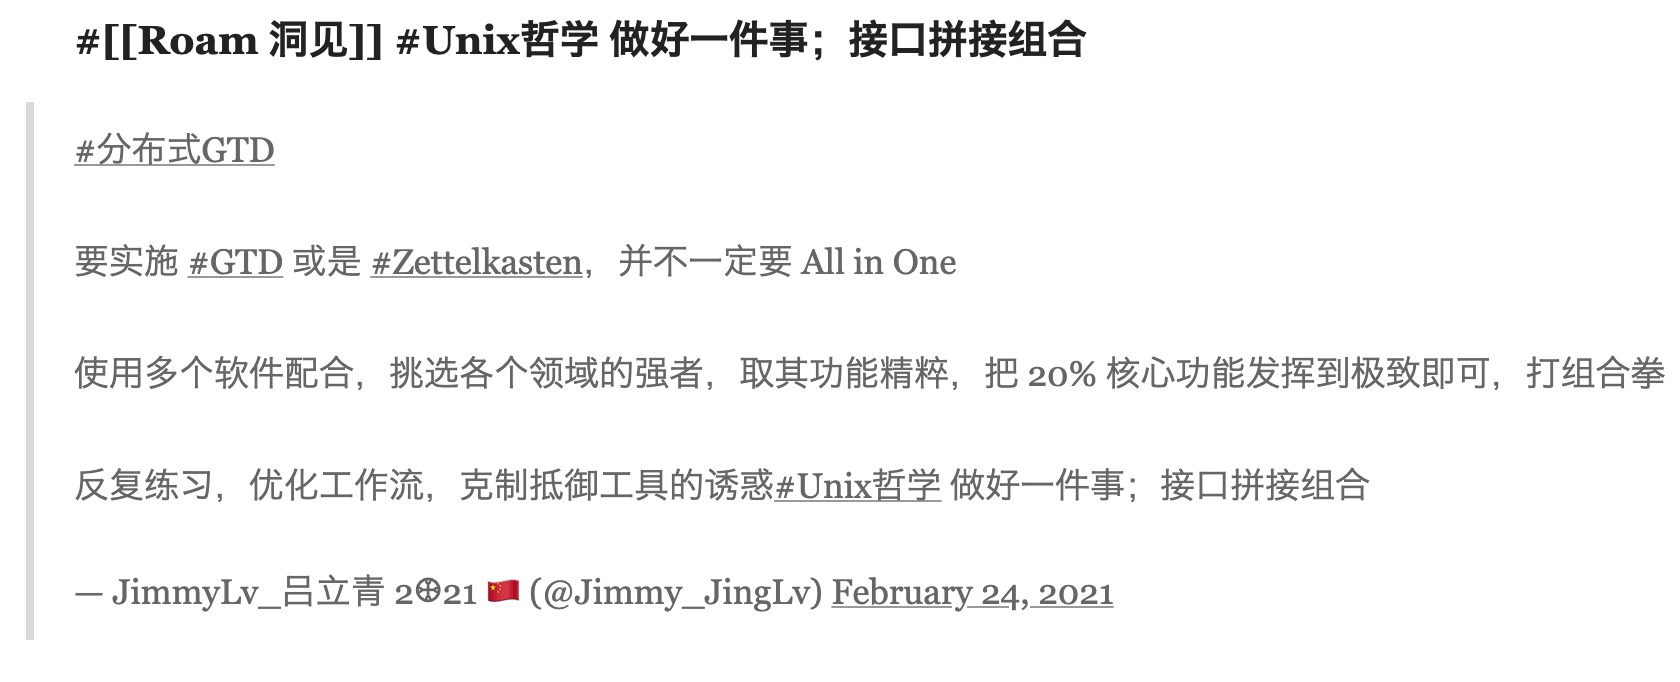 #[[Roam 洞见]] #Unix哲学 做好一件事；接口拼接组合
#分布式GTD
要实施 #GTD 或是 #Zettelkasten，并不一定要 All in One
使用多个软件配合，挑选各个领域的强者，取其功能精粹，把 20% 核心功能发挥到极致即可，打组合拳
反复练习，优化工作流，克制抵御工具的诱惑#Unix哲学 做好一件事；接口拼接组合
— JimmyLv_吕立青 2🕀21 🇨🇳 (@Jimmy_JingLv) February 24, 2021